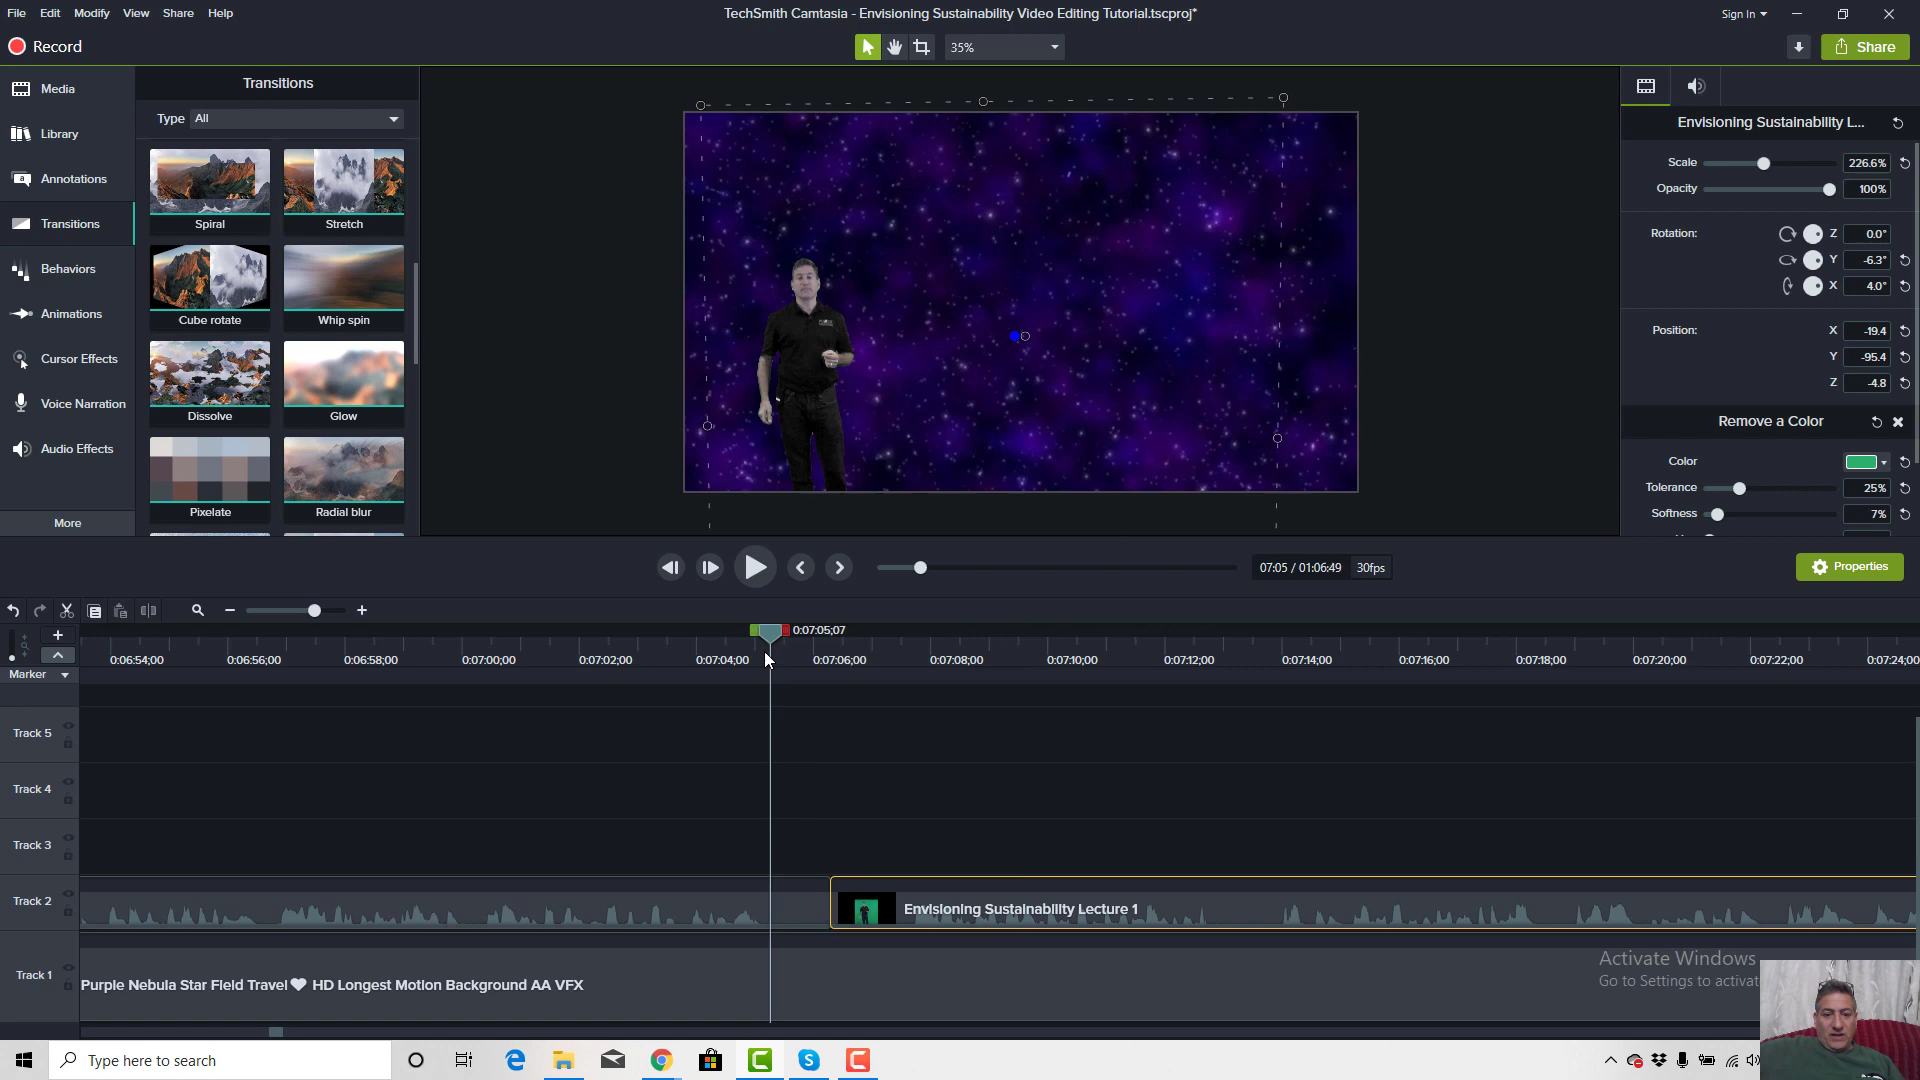 File Edit Modify View Share Help
TechSmith Camtasia - Envisioning Sustainability Video Editing Tutorial.tscproj*
Sign In
Record
35%
Share
Media
Library
Annotations
Transitions
Behaviors
Animations
Cursor Effects
Voice Narration
Audio Effects
More
Transitions
Type All
Spiral Stretch
Cube rotate Whip spin
Dissolve Glow
Pixelate Radial blur
Envisioning Sustainability L...
Scale 226.6%
Opacity 100%
Rotation: Z 0.0°
Y -6.3°
X 4.0°
Position: X -19.4
Y -95.4
Z -4.8
Remove a Color
Color
Tolerance 25%
Softness 7%
07:05 / 01:06:49 30fps
Properties
0:07:05;07
0:06:54;00 0:06:56;00 0:06:58;00 0:07:00;00 0:07:02;00 0:07:04;00 0:07:06;00 0:07:08;00 0:07:10;00 0:07:12;00 0:07:14;00 0:07:16;00 0:07:18;00 0:07:20;00 0:07:22;00 0:07:24;00
Marker
Track 5
Track 4
Track 3
Track 2
Envisioning Sustainability Lecture 1
Track 1
Purple Nebula Star Field Travel ♥ HD Longest Motion Background AA VFX
Activate Windows
Go to Settings to activat
Type here to search